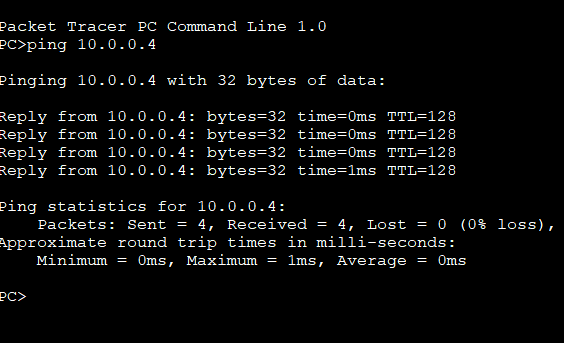 Packet Tracer PC Command Line 1.0
PC>ping 10.0.0.4
Pinging 10.0.0.4 with 32 bytes of data:
Reply from 10.0.0.4: bytes=32 time=0ms TTL=128
Reply from 10.0.0.4: bytes=32 time=0ms TTL=128
Reply from 10.0.0.4: bytes=32 time=0ms TTL=128
Reply from 10.0.0.4: bytes=32 time=1ms TTL=128
Ping statistics for 10.0.0.4:
Packets: Sent = 4, Received = 4, Lost = 0 (0% loss),
Approximate round trip times in milli-seconds:
Minimum = 0ms, Maximum = 1ms, Average = 0ms
PC>